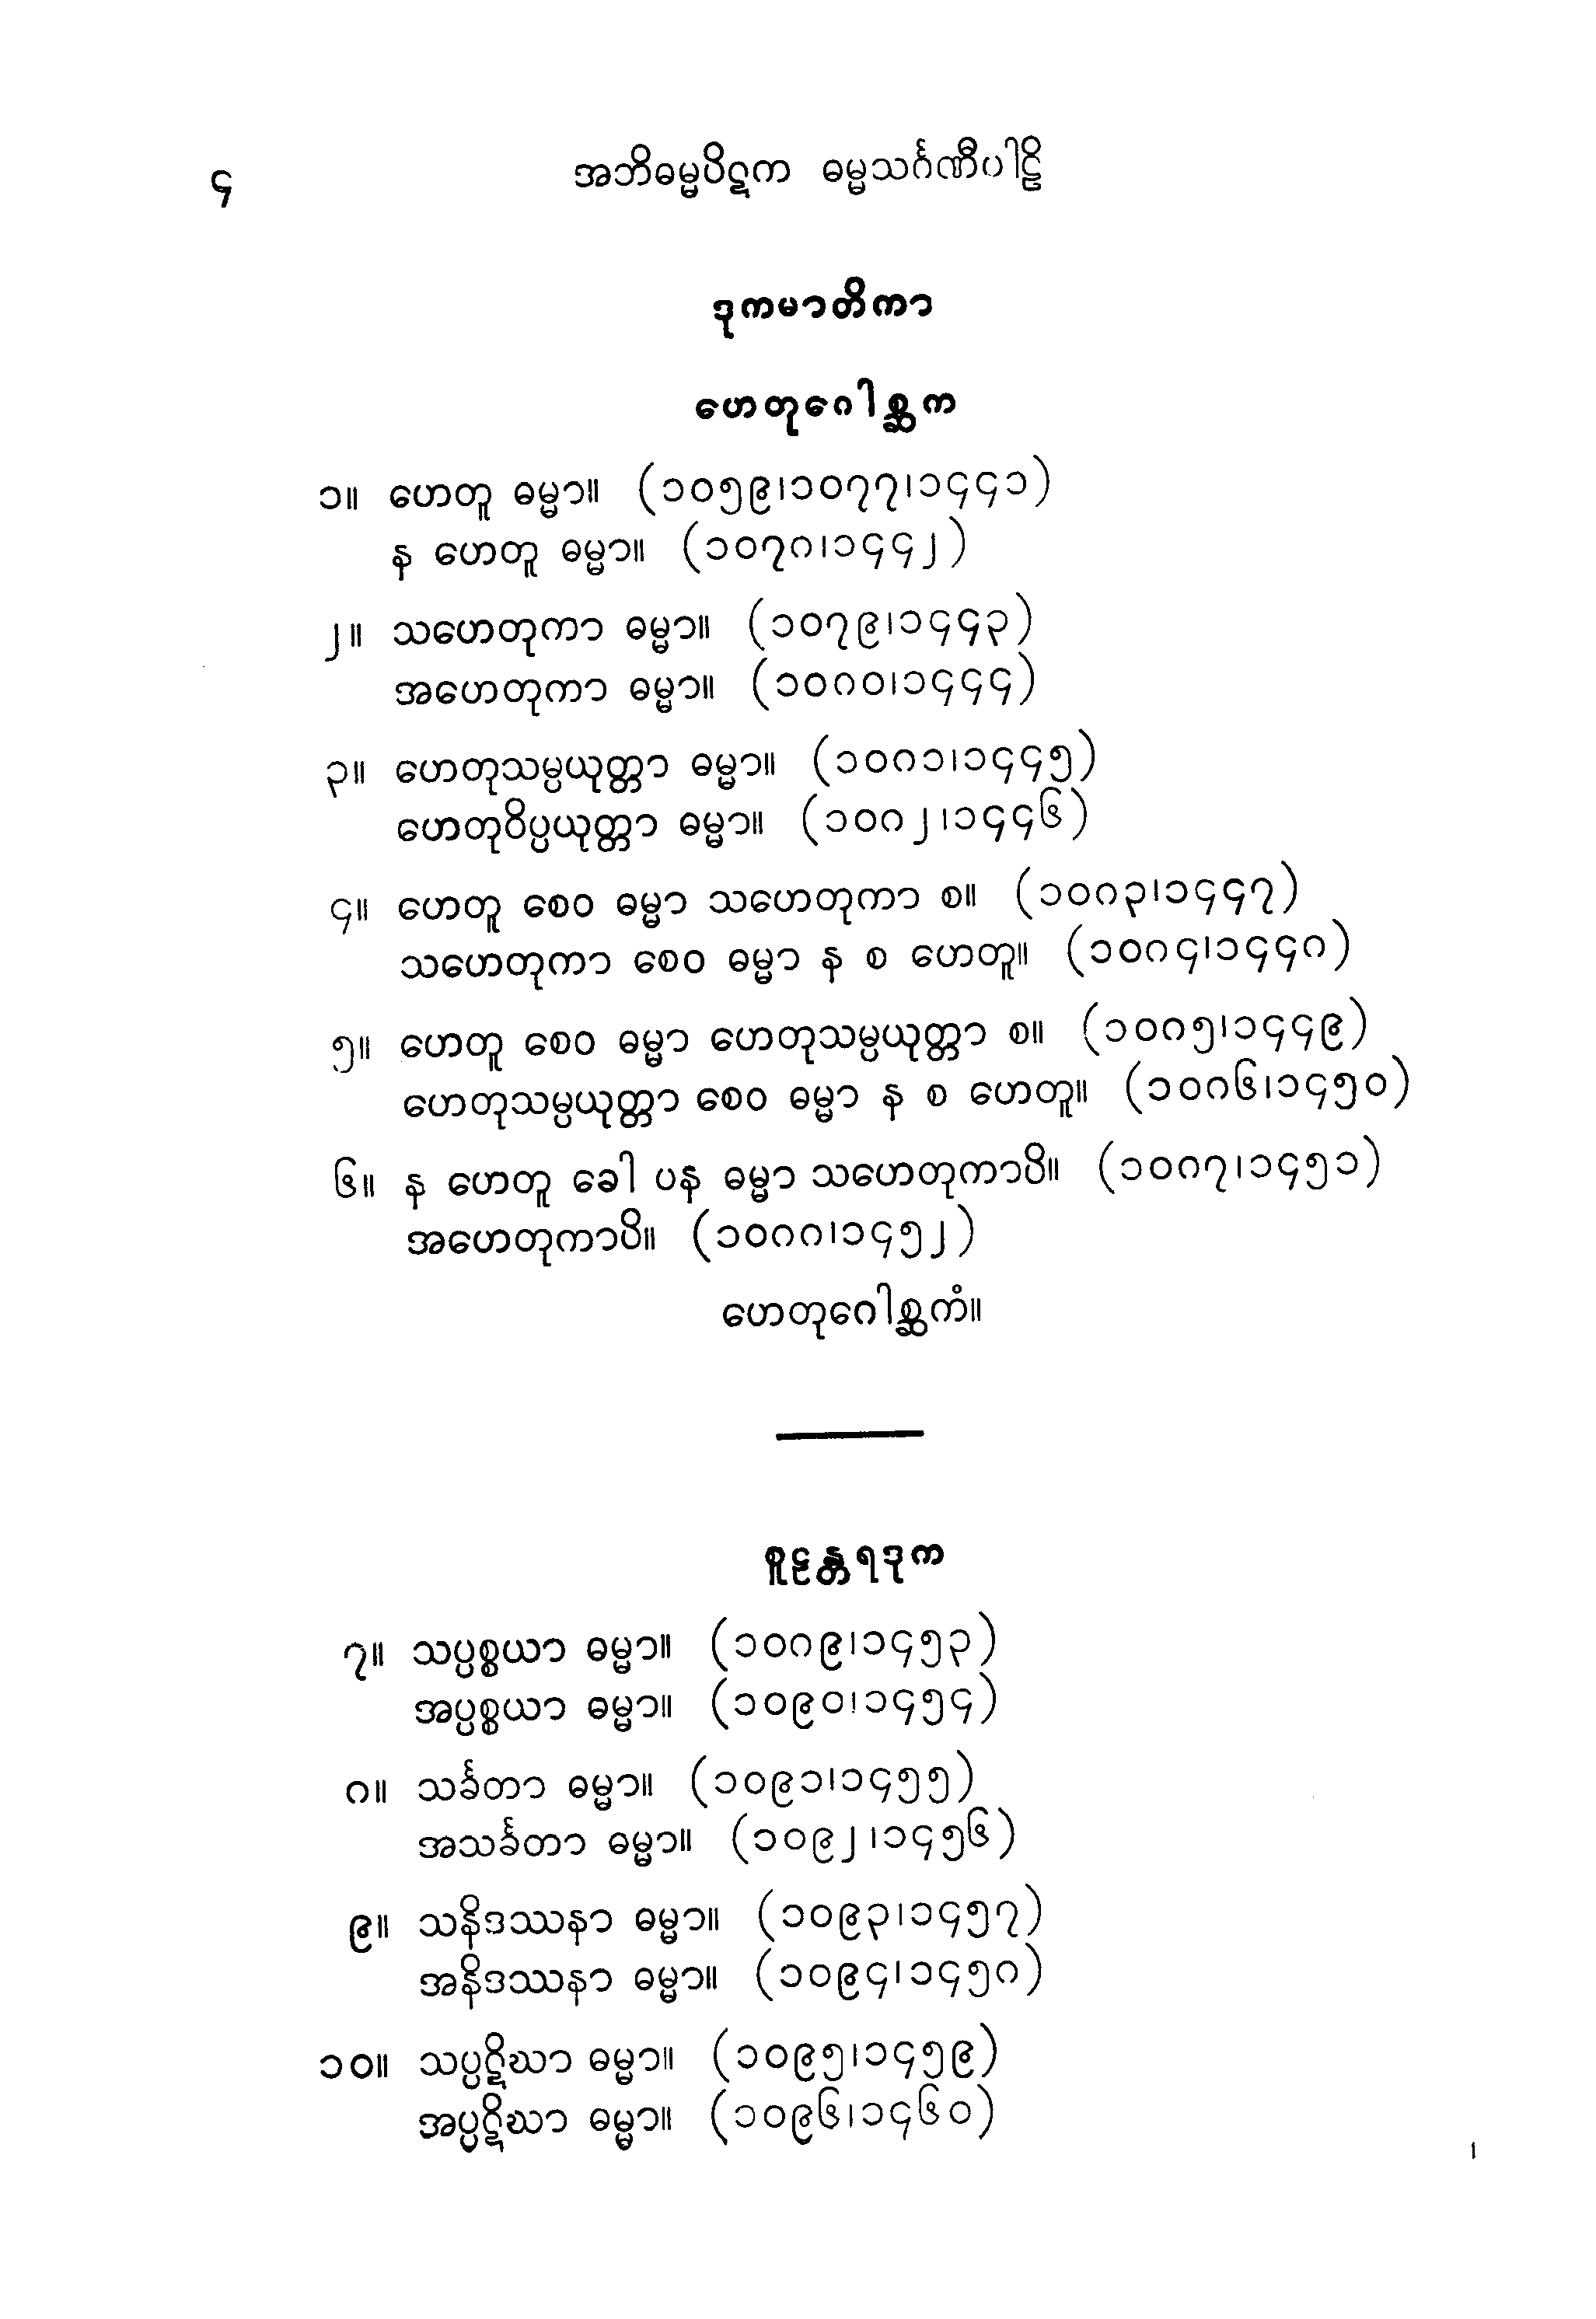 ၄
အဘိဓမ္မပိဋက ဓမ္မသင်္ဂဏီပါဠိ
ဒုကမာတိကာ
ဟေတုဂေါစ္ဆက
၁။ ဟေတူ ဓမ္မာ။ (၁၀၅၉၊၁၀၇၇၊၁၄၄၁)
န ဟေတူ ဓမ္မာ။ (၁၀၇၈၊၁၄၄၂)
၂။ သဟေတုကာ ဓမ္မာ။ (၁၀၇၉၊၁၄၄၃)
အဟေတုကာ ဓမ္မာ။ (၁၀၈၀၊၁၄၄၄)
၃။ ဟေတုသမ္ပယုတ္တာ ဓမ္မာ။ (၁၀၈၁၊၁၄၄၅)
ဟေတုဝိပ္ပယုတ္တာ ဓမ္မာ။ (၁၀၈၂၊၁၄၄၆)
၄။ ဟေတူ စေဝ ဓမ္မာ သဟေတုကာ စ။ (၁၀၈၃၊၁၄၄၇)
သဟေတုကာ စေဝ ဓမ္မာ န စ ဟေတူ။ (၁၀၈၄၊၁၄၄၈)
၅။ ဟေတူ စေဝ ဓမ္မာ ဟေတုသမ္ပယုတ္တာ စ။ (၁၀၈၅၊၁၄၄၉)
ဟေတုသမ္ပယုတ္တာ စေဝ ဓမ္မာ န စ ဟေတူ။ (၁၀၈၆၊၁၄၅၀)
၆။ န ဟေတူ ခေါ ပန ဓမ္မာ သဟေတုကာပိ။ (၁၀၈၇၊၁၄၅၁)
အဟေတုကာပိ။ (၁၀၈၈၊၁၄၅၂)
ဟေတုဂေါစ္ဆကံ။
စူဠန္တရဒုက
၇။ သပ္ပစ္စယာ ဓမ္မာ။ (၁၀၈၉၊၁၄၅၃)
အပ္ပစ္စယာ ဓမ္မာ။ (၁၀၉၀၊၁၄၅၄)
၈။ သင်္ခတာ ဓမ္မာ။ (၁၀၉၁၊၁၄၅၅)
အသင်္ခတာ ဓမ္မာ။ (၁၀၉၂၊၁၄၅၆)
၉။ သနိဒဿနာ ဓမ္မာ။ (၁၀၉၃၊၁၄၅၇)
အနိဒဿနာ ဓမ္မာ။ (၁၀၉၄၊၁၄၅၈)
၁၀။ သပ္ပဋိဃာ ဓမ္မာ။ (၁၀၉၅၊၁၄၅၉)
အပ္ပဋိဃာ ဓမ္မာ။ (၁၀၉၆၊၁၄၆၀)